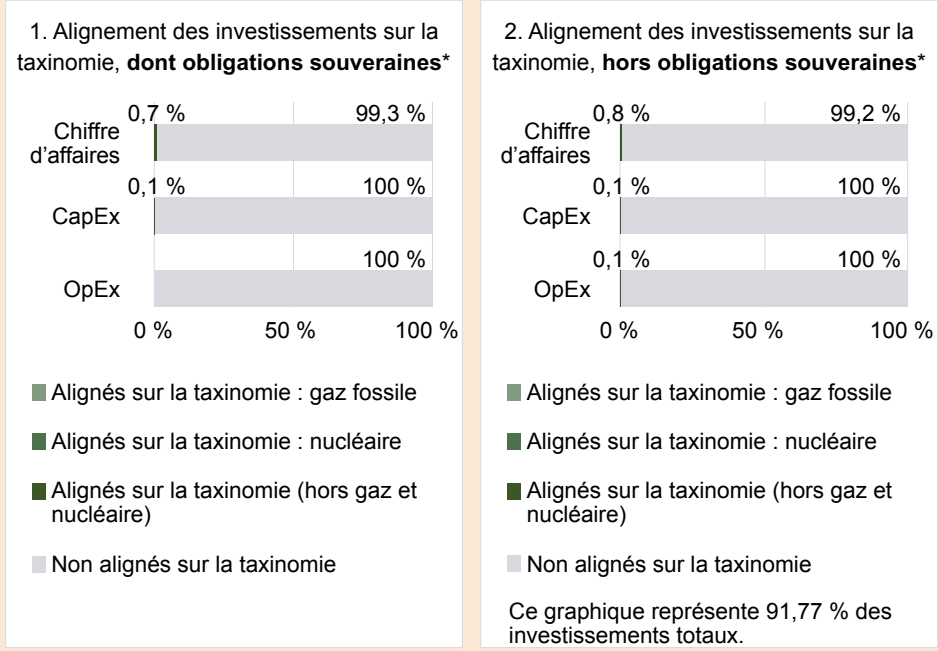 1. Alignement des investissements sur la
taxinomie, dont obligations souveraines*
0,7 %
99,3 %
Chiffre
d'affaires
0,1 %
100 %
CapEx
100 %
OpEx
0 %
50 %
100 %
Alignés sur la taxinomie : gaz fossile
Alignés sur la taxinomie : nucléaire
Alignés sur la taxinomie (hors gaz et
nucléaire)
Non alignés sur la taxinomie
2. Alignement des investissements sur la
taxinomie, hors obligations souveraines*
0,8 %
99,2 %
Chiffre
d'affaires
0,1 %
100 %
CapEx
0,1 %
100 %
OpEx
0 %
50 %
100 %
Alignés sur la taxinomie : gaz fossile
Alignés sur la taxinomie : nucléaire
Alignés sur la taxinomie (hors gaz et
nucléaire)
Non alignés sur la taxinomie
Ce graphique représente 91,77 % des
investissements totaux.